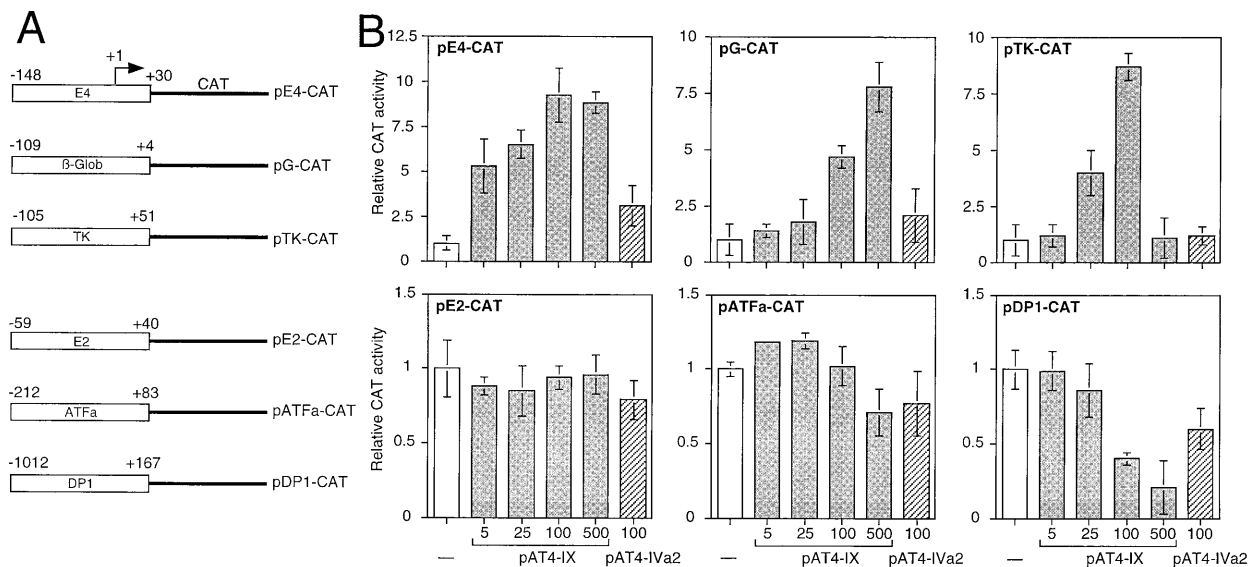 A
+1
-148
+30
CAT
E4
pE4-CAT
-109
+4
ß-Glob
pG-CAT
-105
+51
TK
pTK-CAT
-59
+40
E2
pE2-CAT
-212
+83
ATFa
pATFa-CAT
-1012
+167
DP1
pDP1-CAT
B
Relative CAT activity
12.5
10
7.5
5
2.5
0
pE4-CAT
10
7.5
5
2.5
0
pG-CAT
10
7.5
5
2.5
0
pTK-CAT
Relative CAT activity
1.5
1
0.5
0
pE2-CAT
1.5
1
0.5
0
pATFa-CAT
1.5
1
0.5
0
pDP1-CAT
— 5 25 100 500 100
pAT4-IX pAT4-IVa2
— 5 25 100 500 100
pAT4-IX pAT4-IVa2
— 5 25 100 500 100
pAT4-IX pAT4-IVa2